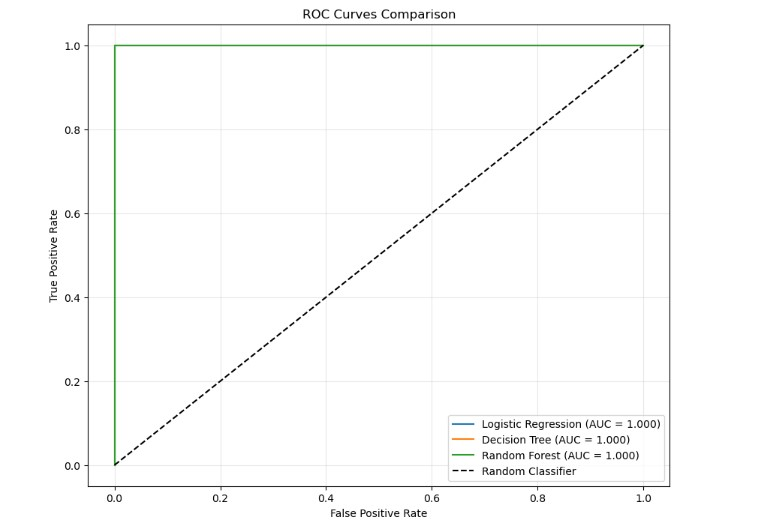 ROC Curves Comparison
1.0
0.8
0.6
0.4
0.2
0.0
True Positive Rate
0.0 0.2 0.4 0.6 0.8 1.0
False Positive Rate
Logistic Regression (AUC = 1.000)
Decision Tree (AUC = 1.000)
Random Forest (AUC = 1.000)
Random Classifier